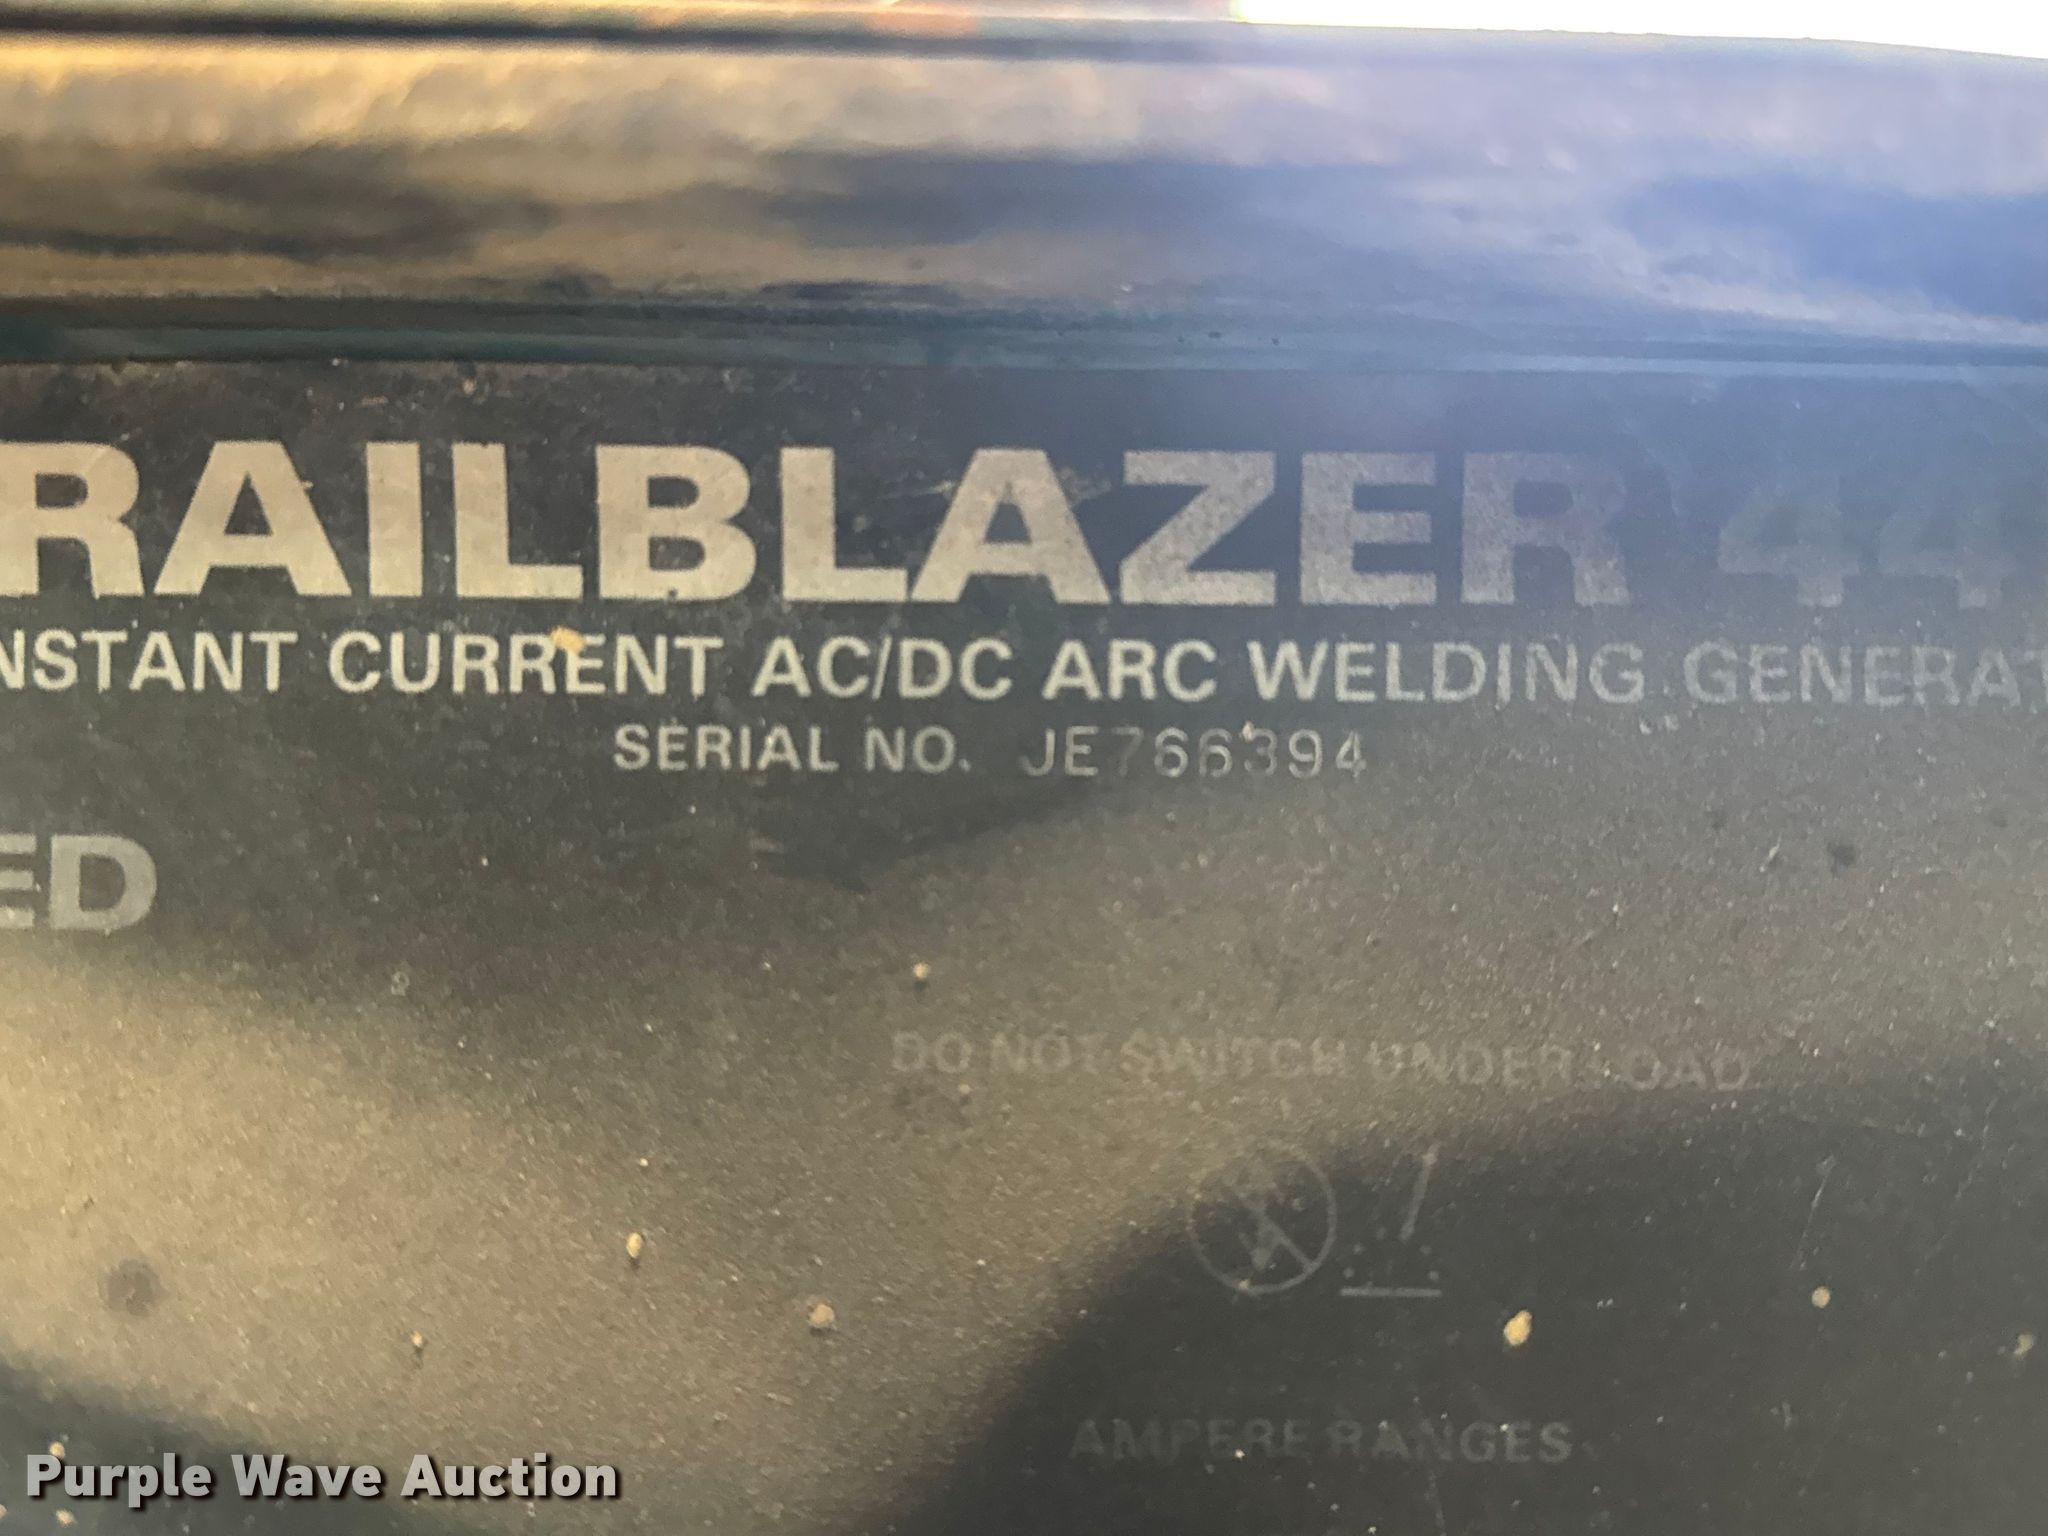 RAILBLAZER 44
NSTANT CURRENT AC/DC ARC WELDING GENERAT
SERIAL NO. JE766394
ED
DO NOT SWITCH UNDER LOAD
AMPERE RANGES
Purple Wave Auction